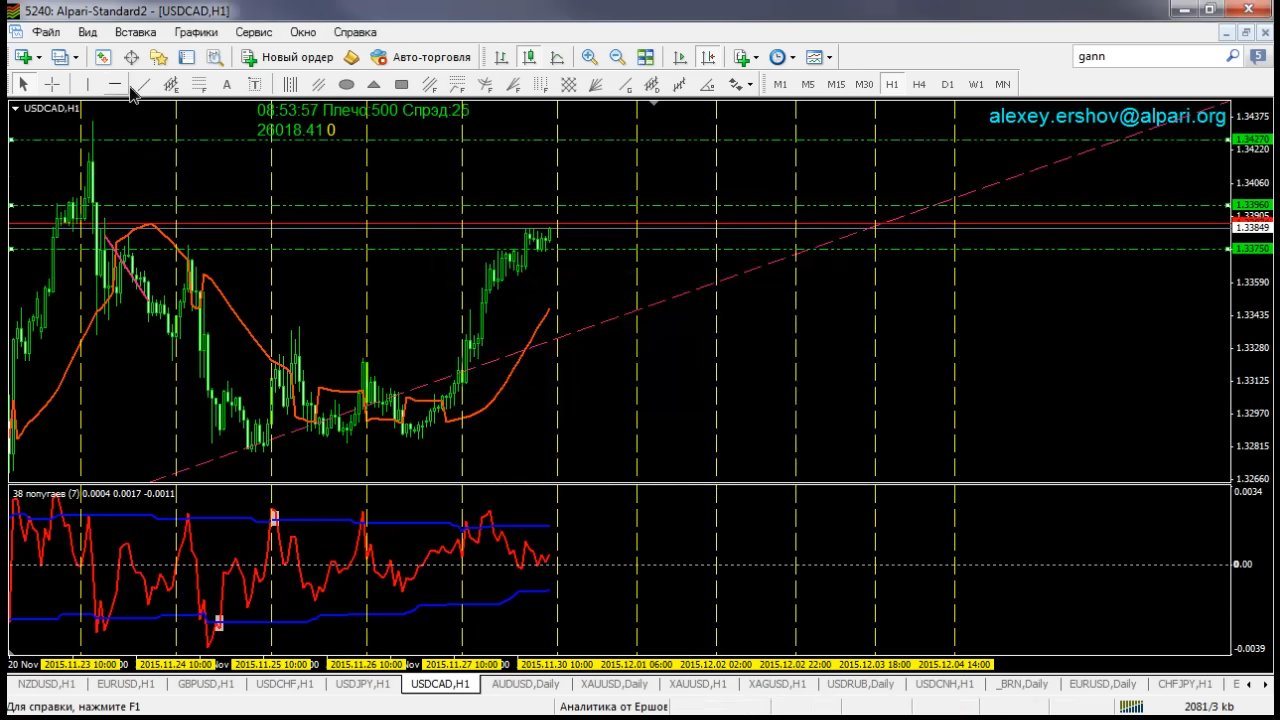 5240: Alpari-Standard2 - [USDCAD,H1]
Файл Вид Вставка Графики Сервис Окно Справка
Новый ордер Авто-торговля gann 5
A T M1 M5 M15 M30 H1 H4 D1 W1 MN
USDCAD,H1
08:53:57 Плечо:500 Спрэд:25
26018.41 0
alexey.ershov@alpari.org
1.34375
1.34270
1.34220
1.34060
1.33960
1.33905
1.33849
1.33750
1.33590
1.33435
1.33280
1.33125
1.32970
1.32815
1.32660
38 попугаев (7) 0.0004 0.0017 -0.0011
0.0034
0.00
-0.0039
20 Nov 2015.11.23 10:00 2015.11.24 10:00 2015.11.25 10:00 2015.11.26 10:00 2015.11.27 10:00 2015.11.30 10:00 2015.12.01 06:00 2015.12.02 02:00 2015.12.02 22:00 2015.12.03 18:00 2015.12.04 14:00
NZDUSD,H1 EURUSD,H1 GBPUSD,H1 USDCHF,H1 USDJPY,H1 USDCAD,H1 AUDUSD,Daily XAUUSD,Daily XAUUSD,H1 XAGUSD,H1 USDRUB,Daily USDCNH,H1 _BRN,Daily EURUSD,Daily CHFJPY,H1 E
Для справки, нажмите F1 Аналитика от Ершов 2081/3 kb